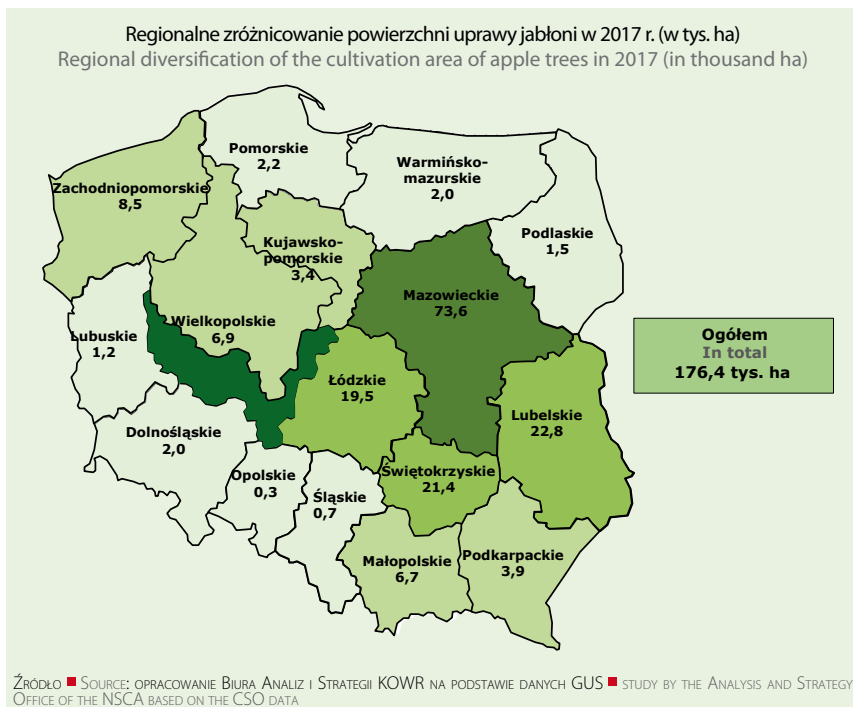 Regionalne zróżnicowanie powierzchni uprawy jabłoni w 2017 r. (w tys. ha)
Regional diversification of the cultivation area of apple trees in 2017 (in thousand ha)
Pomorskie
2,2
Warmińsko-
mazurskie
2,0
Zachodniopomorskie
8,5
Podlaskie
1,5
Kujawsko-
pomorskie
3,4
Mazowieckie
73,6
Wielkopolskie
6,9
Lubuskie
1,2
Ogółem
In total
176,4 tys. ha
Łódzkie
19,5
Lubelskie
22,8
Dolnośląskie
2,0
Opolskie
0,3
Śląskie
0,7
Świętokrzyskie
21,4
Małopolskie
6,7
Podkarpackie
3,9
Źródło ■ Source: opracowanie Biura Analiz i Strategii KOWR na podstawie danych GUS ■ study by the Analysis and Strategy
Office of the NSCA based on the CSO data